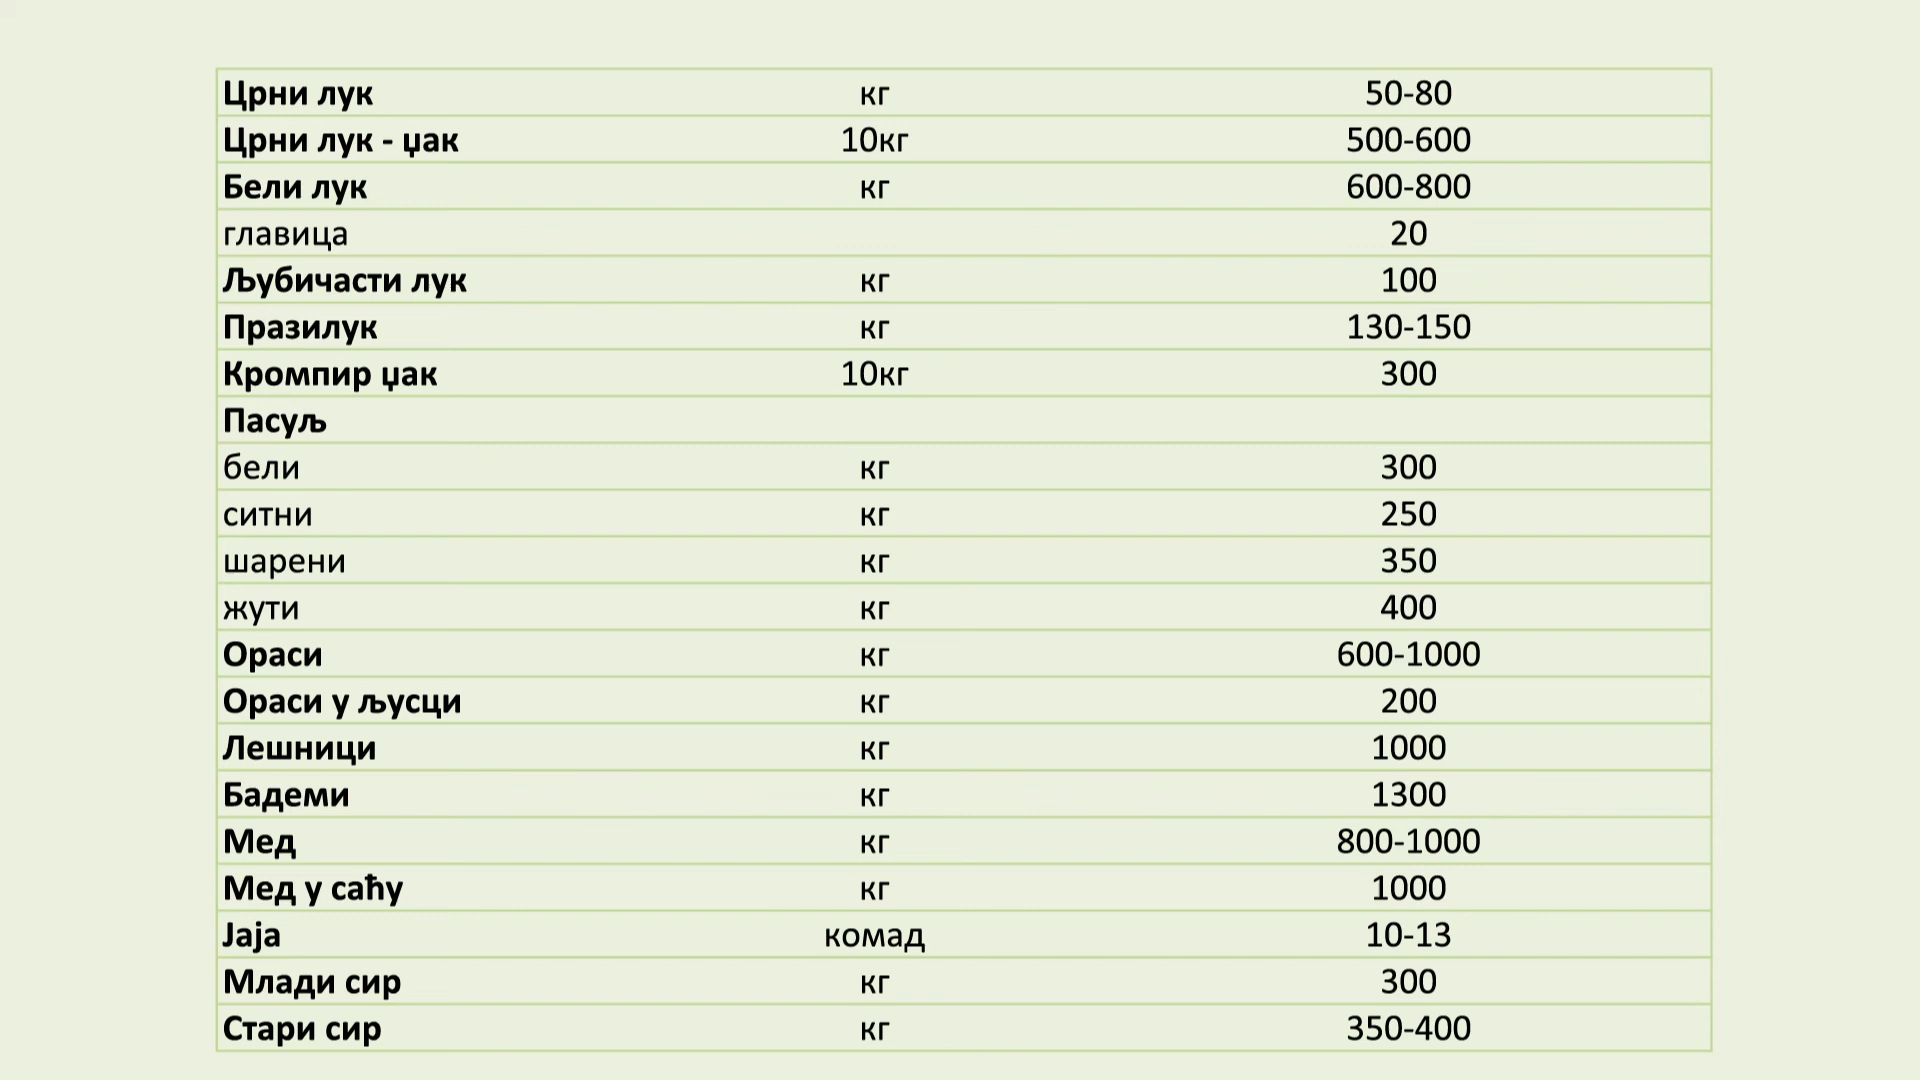 Црни лук кг 50-80
Црни лук - џак 10кг 500-600
Бели лук кг 600-800
главица 20
Љубичасти лук кг 100
Празилук кг 130-150
Кромпир џак 10кг 300
Пасуљ
бели кг 300
ситни кг 250
шарени кг 350
жути кг 400
Ораси кг 600-1000
Ораси у љусци кг 200
Лешници кг 1000
Бадеми кг 1300
Мед кг 800-1000
Мед у саћу кг 1000
Јаја комад 10-13
Млади сир кг 300
Стари сир кг 350-400